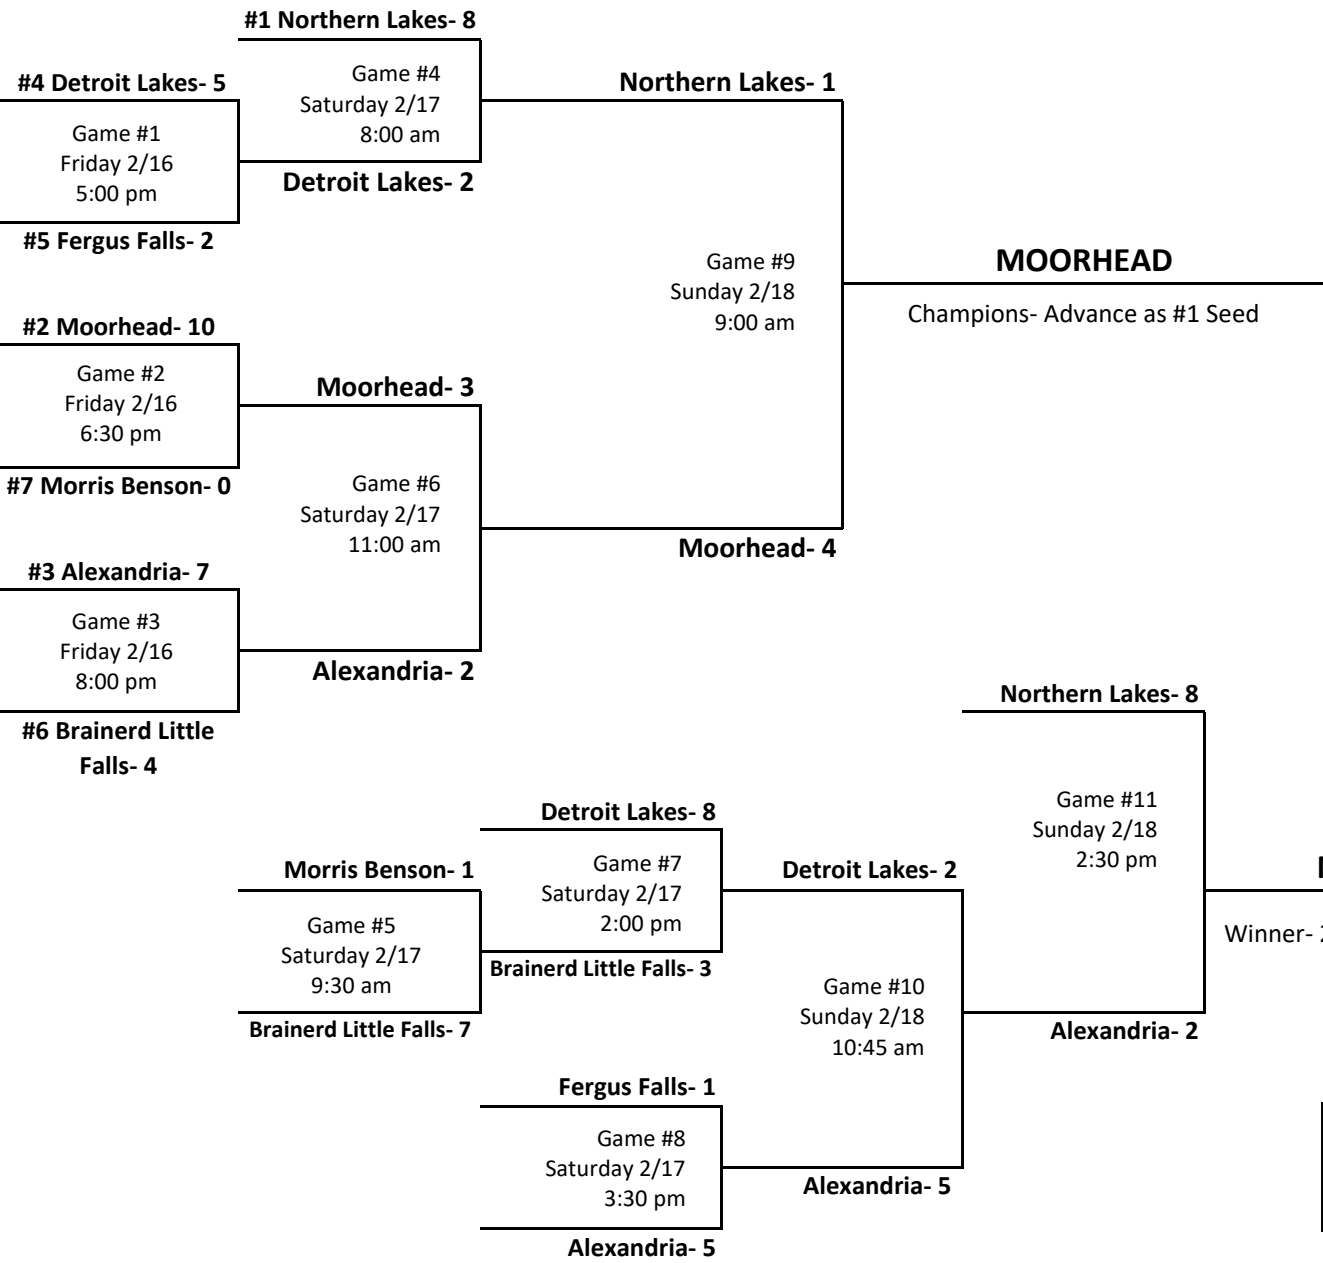 #1 Northern Lakes- 8
#4 Detroit Lakes- 5
Game #4
Saturday 2/17
8:00 am
Northern Lakes- 1
Game #1
Friday 2/16
5:00 pm
Detroit Lakes- 2
#5 Fergus Falls- 2
Game #9
Sunday 2/18
9:00 am
MOORHEAD
Champions- Advance as #1 Seed
#2 Moorhead- 10
Game #2
Friday 2/16
6:30 pm
Moorhead- 3
#7 Morris Benson- 0
Game #6
Saturday 2/17
11:00 am
Moorhead- 4
#3 Alexandria- 7
Game #3
Friday 2/16
8:00 pm
Alexandria- 2
#6 Brainerd Little
Falls- 4
Northern Lakes- 8
Game #11
Sunday 2/18
2:30 pm
Detroit Lakes- 8
Morris Benson- 1
Game #7
Saturday 2/17
2:00 pm
Detroit Lakes- 2
Game #5
Saturday 2/17
9:30 am
Winner-
Brainerd Little Falls- 3
Brainerd Little Falls- 7
Game #10
Sunday 2/18
10:45 am
Alexandria- 2
Fergus Falls- 1
Game #8
Saturday 2/17
3:30 pm
Alexandria- 5
Alexandria- 5